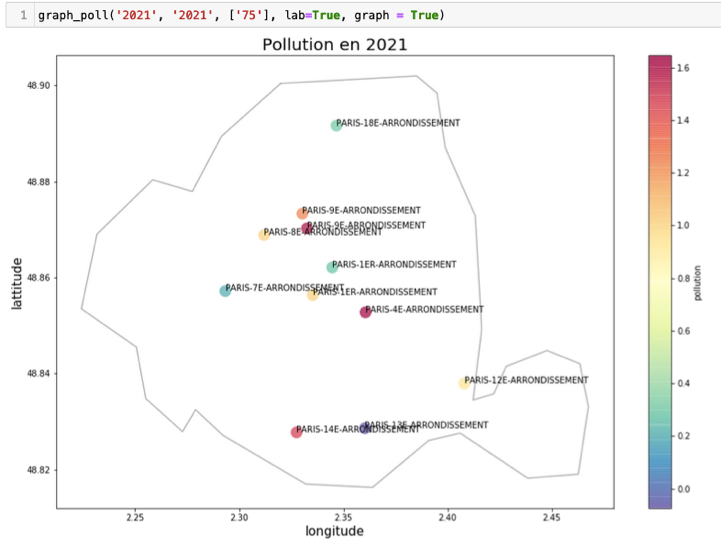 1 graph_poll('2021', '2021', ['75'], lab=True, graph = True)
Pollution en 2021
48.90
48.88
48.86
48.84
48.82
lattitude
PARIS-18E-ARRONDISSEMENT
PARIS-9E-ARRONDISSEMENT
PARIS-9E-ARRONDISSEMENT
PARIS-8E-ARRONDISSEMENT
PARIS-1ER-ARRONDISSEMENT
PARIS-7E-ARRONDISSEMENT
PARIS-1ER-ARRONDISSEMENT
PARIS-4E-ARRONDISSEMENT
PARIS-12E-ARRONDISSEMENT
PARIS-13E-ARRONDISSEMENT
PARIS-14E-ARRONDISSEMENT
2.25
2.30
2.35
2.40
2.45
longitude
1.6
1.4
1.2
1.0
0.8
0.6
0.4
0.2
0.0
pollution